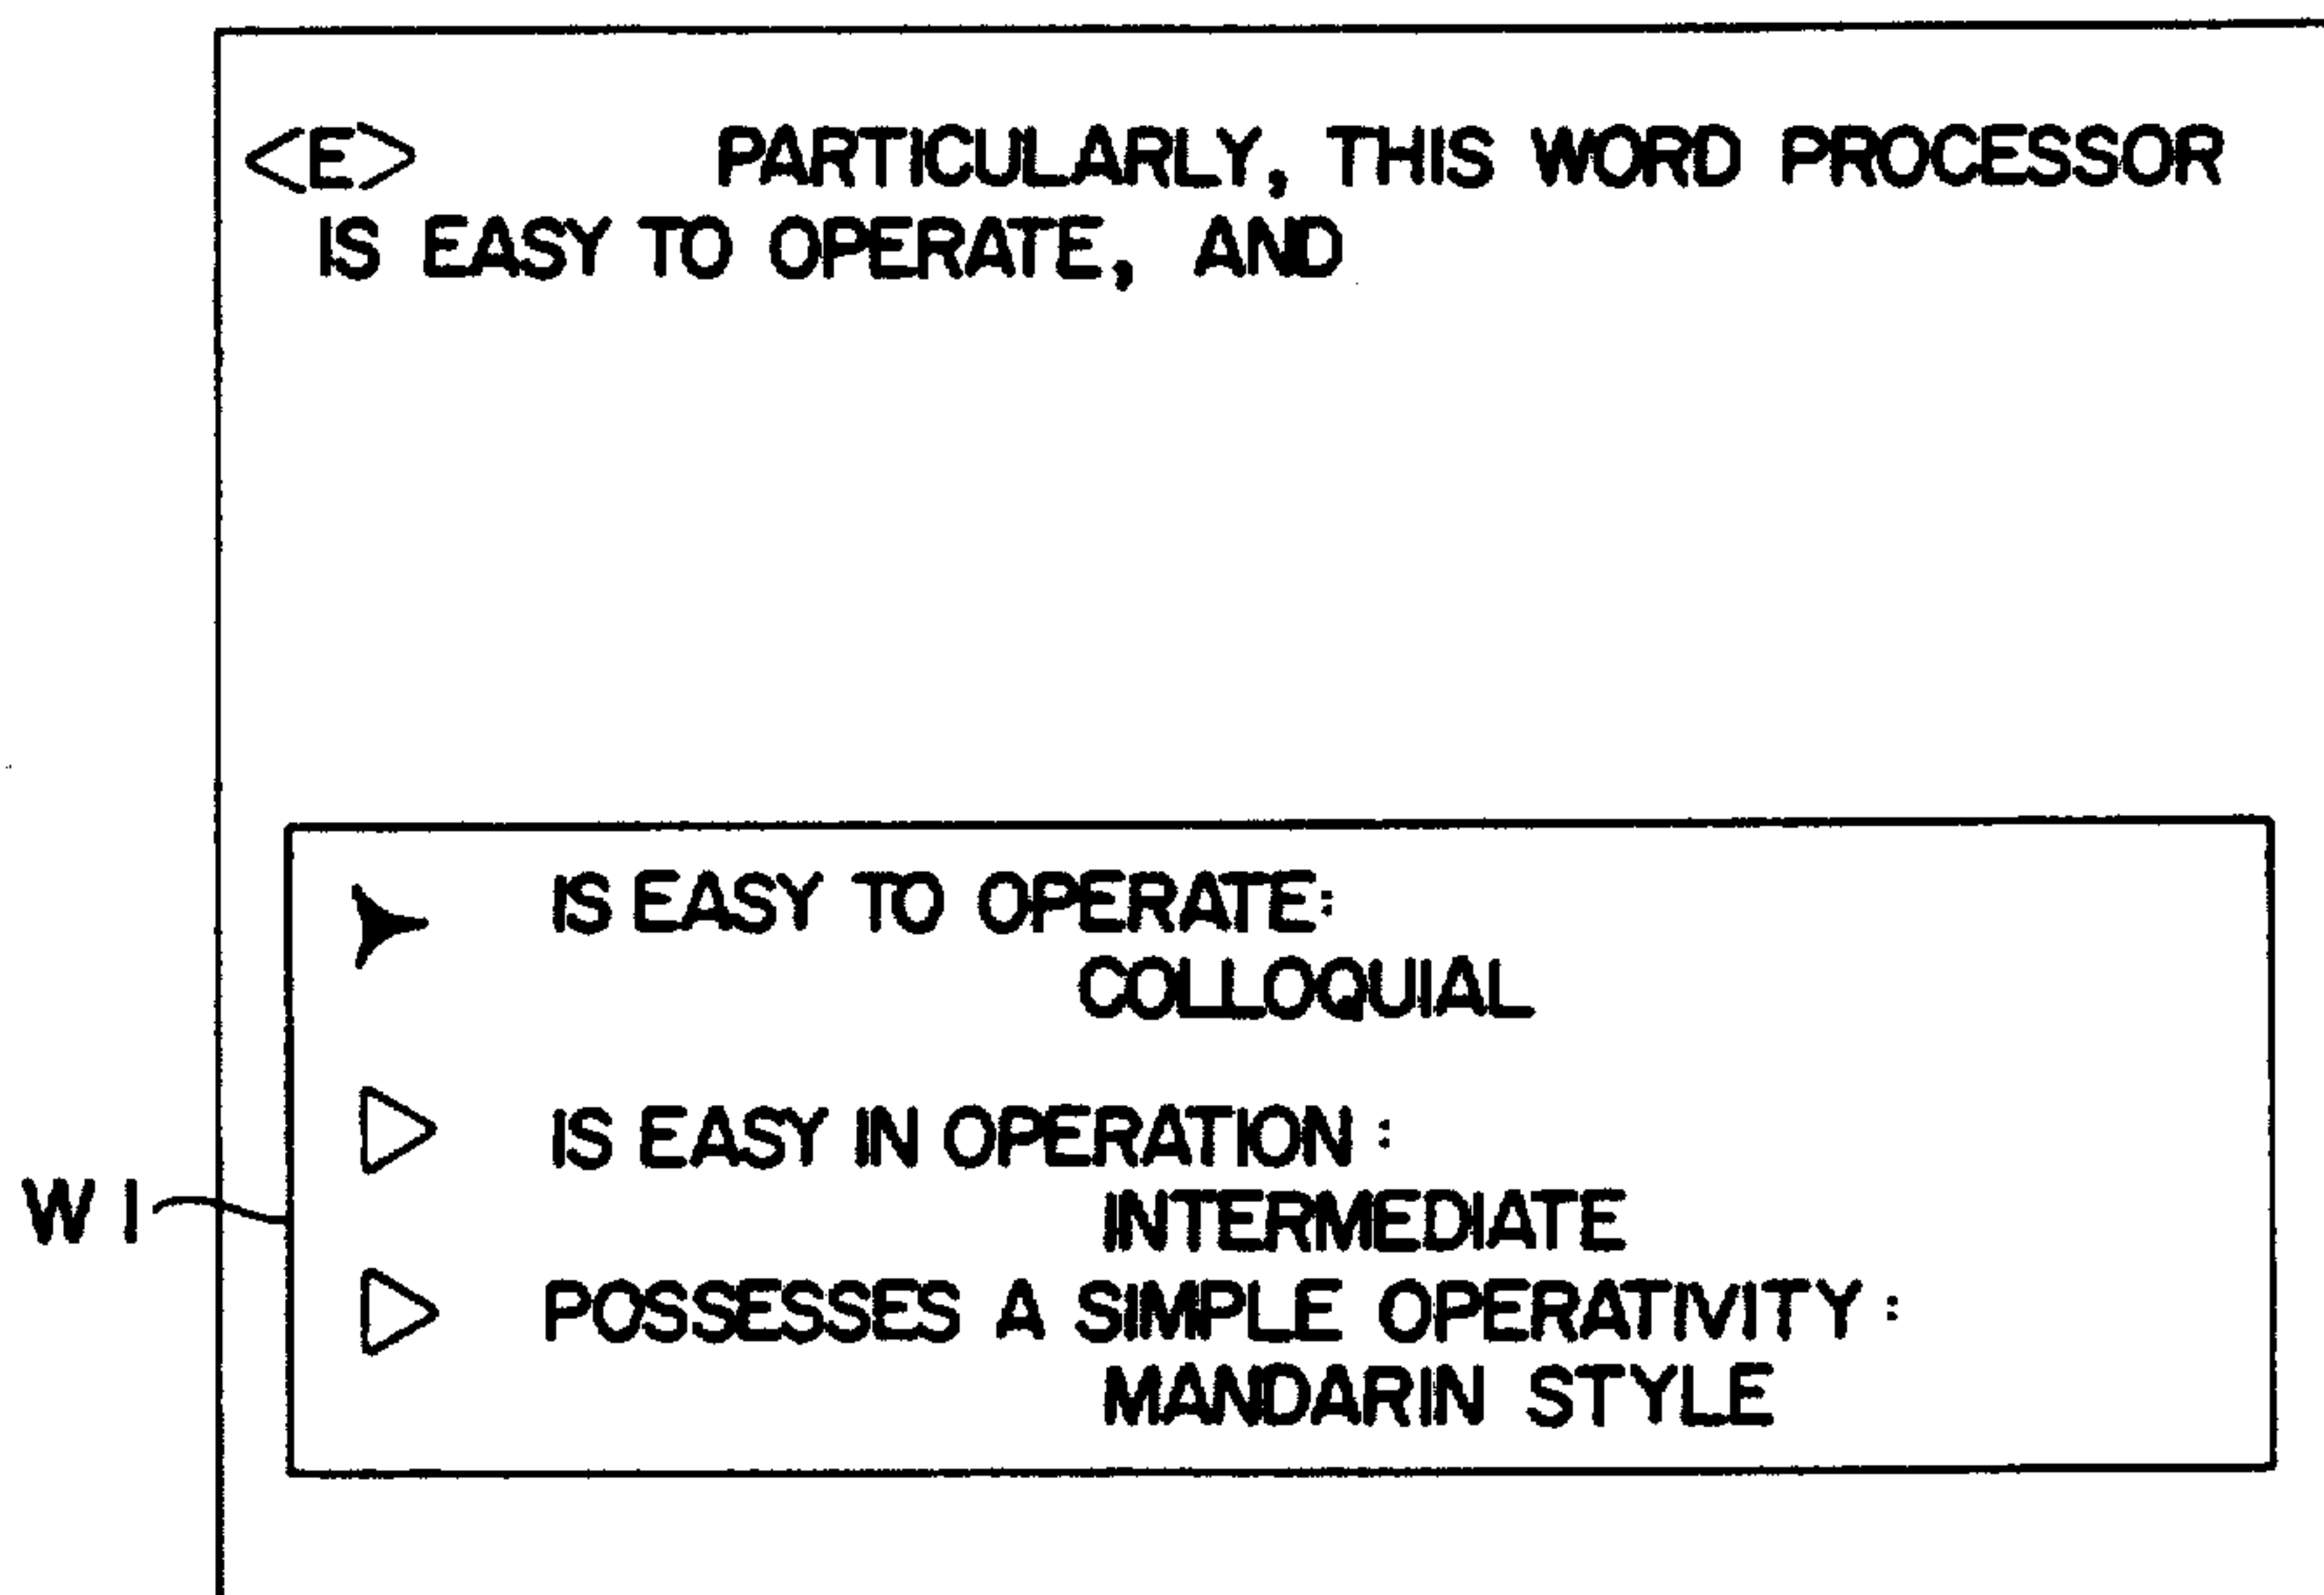 <E> PARTICULARLY, THIS WORD PROCESSOR
IS EASY TO OPERATE, AND
IS EASY TO OPERATE:
COLLOQUIAL
IS EASY IN OPERATION:
INTERMEDIATE
W1
POSSESSES A SIMPLE OPERATIVITY:
MANDARIN STYLE